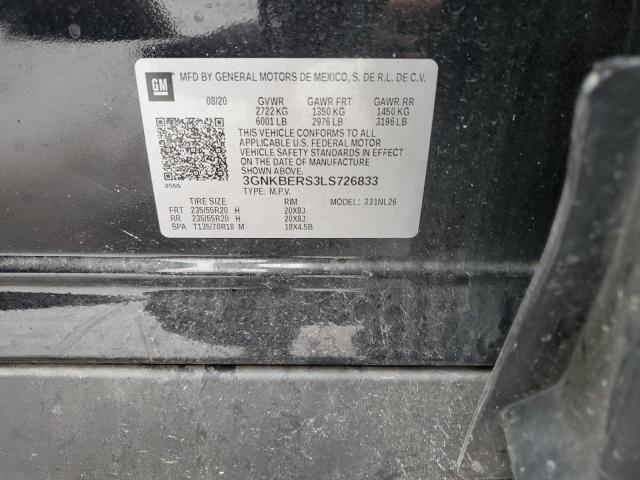 GM
MFD BY GENERAL MOTORS DE MEXICO, S. DE R.L. DE C.V.
08/20 GVWR GAWR FRT GAWR RR
2722 KG 1350 KG 1450 KG
6001 LB 2976 LB 3196 LB
THIS VEHICLE CONFORMS TO ALL
APPLICABLE U.S. FEDERAL MOTOR
VEHICLE SAFETY STANDARDS IN
EFFECT ON THE DATE OF MANUFACTURE
SHOWN ABOVE.
8555
3GNKBERS3LS726833
TYPE: M.P.V. MODEL: 331NL26
TIRE SIZE RIM
FRT 235/55R20 H 20X8J
RR 235/55R20 H 20X8J
SPA T135/70R18 M 18X4.5B